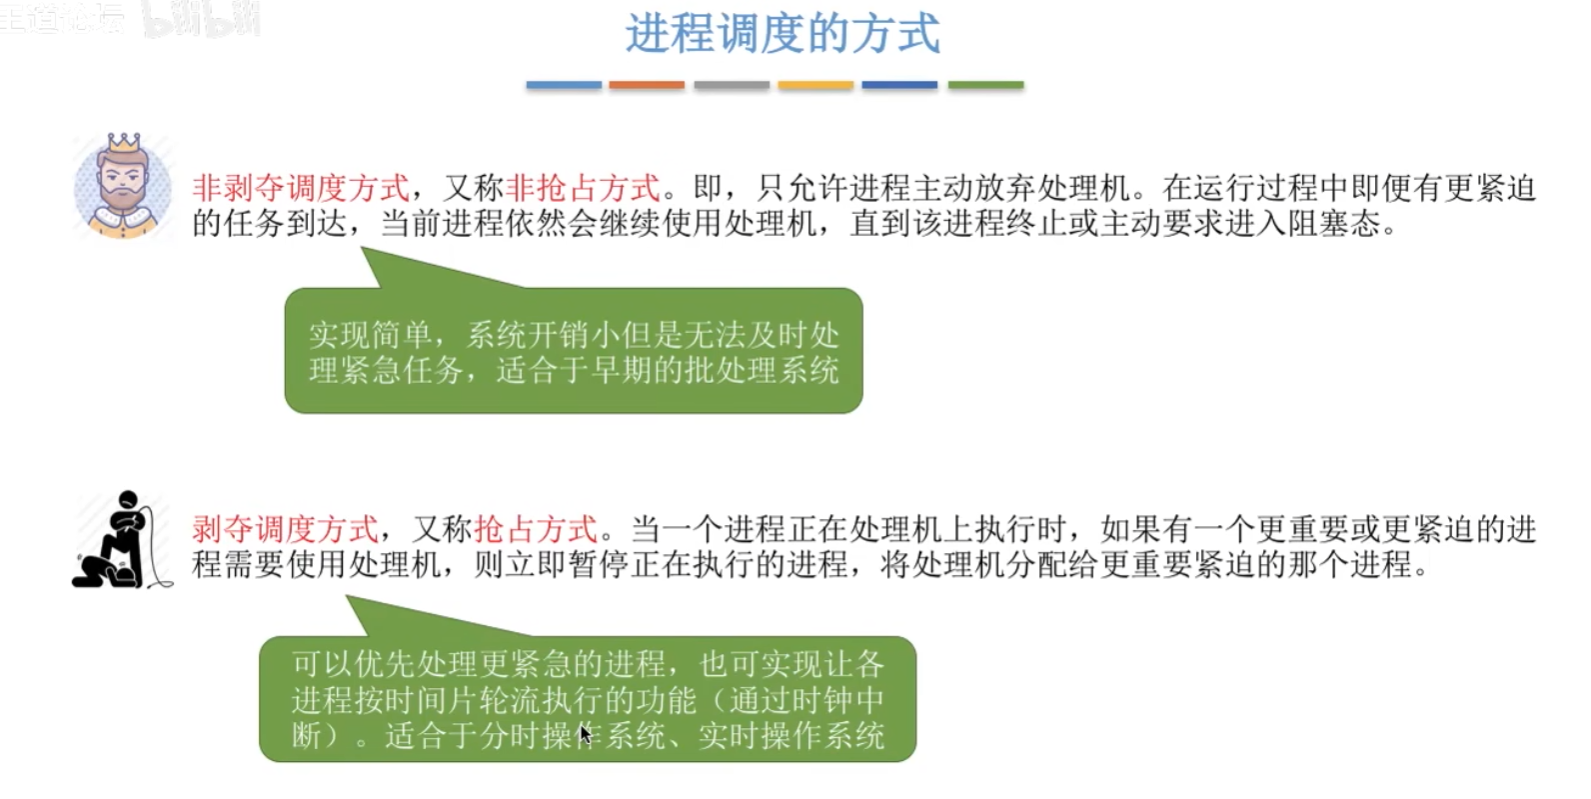 王道论坛 bilibili
进程调度的方式
非剥夺调度方式，又称非抢占方式。即，只允许进程主动放弃处理机。在运行过程中即便有更紧迫
的任务到达，当前进程依然会继续使用处理机，直到该进程终止或主动要求进入阻塞态。
实现简单，系统开销小但是无法及时处
理紧急任务，适合于早期的批处理系统
剥夺调度方式，又称抢占方式。当一个进程正在处理机上执行时，如果有一个更重要或更紧迫的进
程需要使用处理机，则立即暂停正在执行的进程，将处理机分配给更重要紧迫的那个进程。
可以优先处理更紧急的进程，也可实现让各
进程按时间片轮流执行的功能（通过时钟中
断）。适合于分时操作系统、实时操作系统